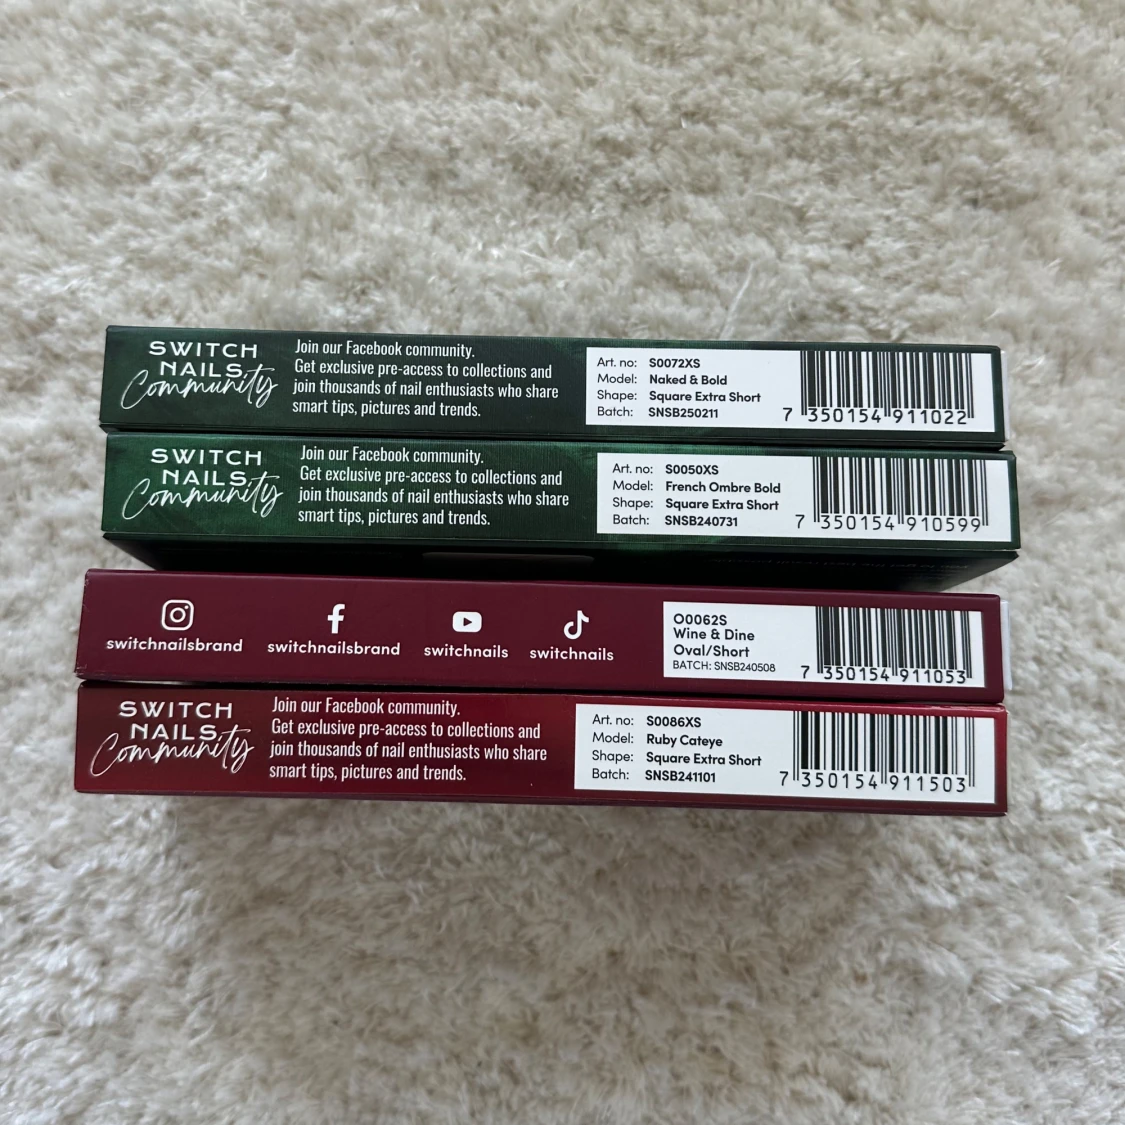 SWITCH
NAILS
Community
Join our Facebook community.
Get exclusive pre-access to collections and
join thousands of nail enthusiasts who share
smart tips, pictures and trends.
Art. no: S0072XS
Model: Naked & Bold
Shape: Square Extra Short
Batch: SNSB250211
7 350154 911022
SWITCH
NAILS
Community
Join our Facebook community.
Get exclusive pre-access to collections and
join thousands of nail enthusiasts who share
smart tips, pictures and trends.
Art. no: S0050XS
Model: French Ombre Bold
Shape: Square Extra Short
Batch: SNSB240731
7 350154 910599
switchnailsbrand
switchnailsbrand
switchnails
switchnails
O0062S
Wine & Dine
Oval/Short
BATCH: SNSB240508
7 350154 911053
SWITCH
NAILS
Community
Join our Facebook community.
Get exclusive pre-access to collections and
join thousands of nail enthusiasts who share
smart tips, pictures and trends.
Art. no: S0086XS
Model: Ruby Cateye
Shape: Square Extra Short
Batch: SNSB241101
7 350154 911503